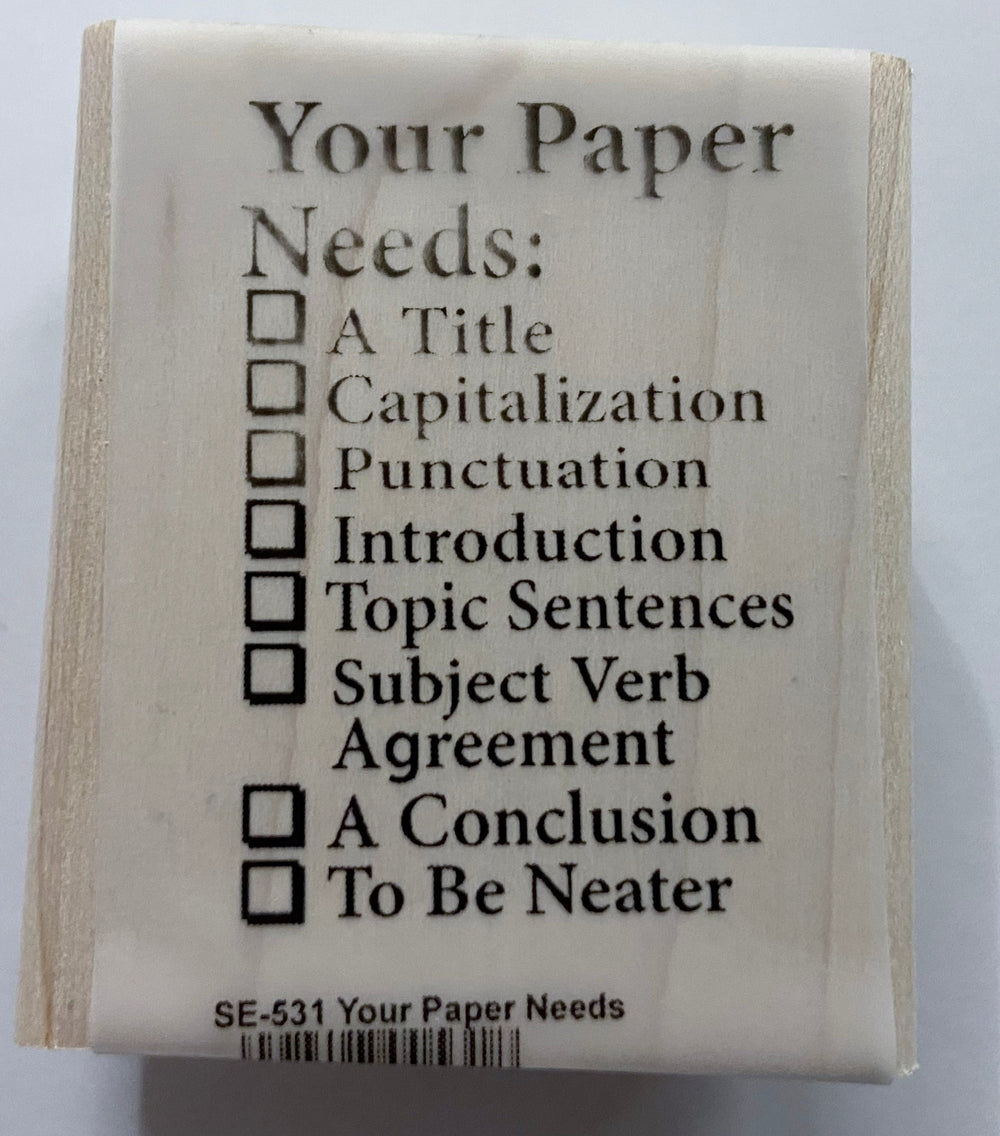 Your Paper
Needs:
☐ A Title
☐ Capitalization
☐ Punctuation
☐ Introduction
☐ Topic Sentences
☐ Subject Verb
Agreement
☐ A Conclusion
☐ To Be Neater
SE-531 Your Paper Needs